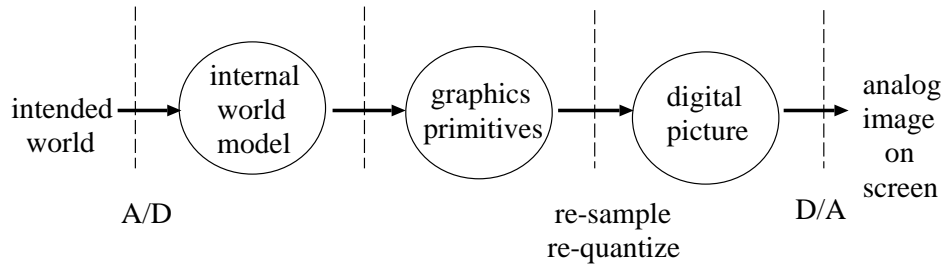 intended
world
internal
world
model
graphics
primitives
digital
picture
analog
image
on
screen
A/D
re-sample
re-quantize
D/A